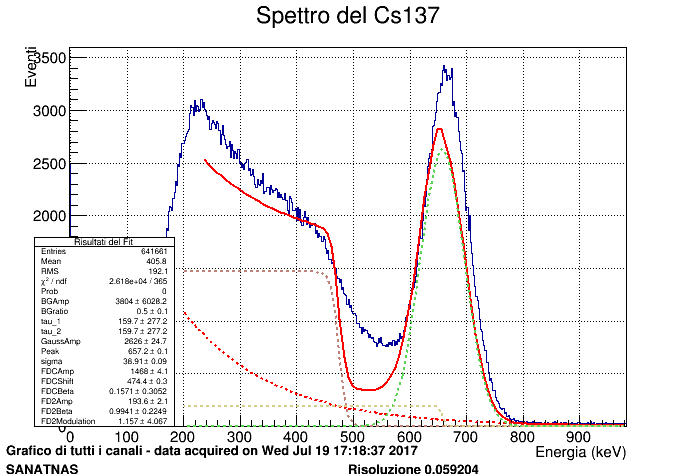 Spettro del Cs137
Eventi
3500
3000
2500
2000
Risultati del Fit
Entries 641661
Mean 405.8
RMS 192.1
χ² / ndf 2.618e+04 / 365
Prob 0
BGAmp 3804 ± 6028.2
BGratio 0.5 ± 0.1
tau_1 159.7 ± 277.2
tau_2 159.7 ± 277.2
GaussAmp 2626 ± 24.7
Peak 657.2 ± 0.1
sigma 38.91 ± 0.09
FDCAmp 1468 ± 4.1
FDCShift 474.4 ± 0.3
FDCBeta 0.1571 ± 0.3052
FD2Amp 193.6 ± 2.1
FD2Beta 0.9941 ± 0.2249
FD2Modulation 1.157 ± 4.067
0 100 200 300 400 500 600 700 800 900
Energia (keV)
Grafico di tutti i canali - data acquired on Wed Jul 19 17:18:37 2017
SANATNAS Risoluzione 0.059204